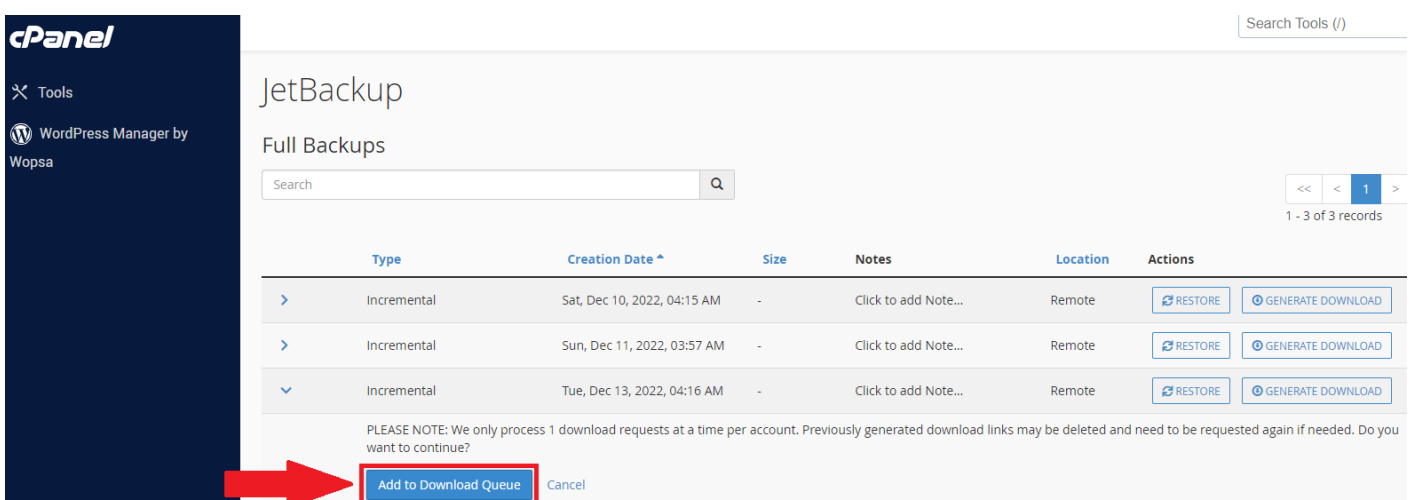 cPanel
Search Tools (/)
Tools
WordPress Manager by
Wopsa
JetBackup
Full Backups
Search
<< < 1 >
1 - 3 of 3 records
Type Creation Date Size Notes Location Actions
Incremental Sat, Dec 10, 2022, 04:15 AM - Click to add Note... Remote RESTORE GENERATE DOWNLOAD
Incremental Sun, Dec 11, 2022, 03:57 AM - Click to add Note... Remote RESTORE GENERATE DOWNLOAD
Incremental Tue, Dec 13, 2022, 04:16 AM - Click to add Note... Remote RESTORE GENERATE DOWNLOAD
PLEASE NOTE: We only process 1 download requests at a time per account. Previously generated download links may be deleted and need to be requested again if needed. Do you
want to continue?
Add to Download Queue Cancel